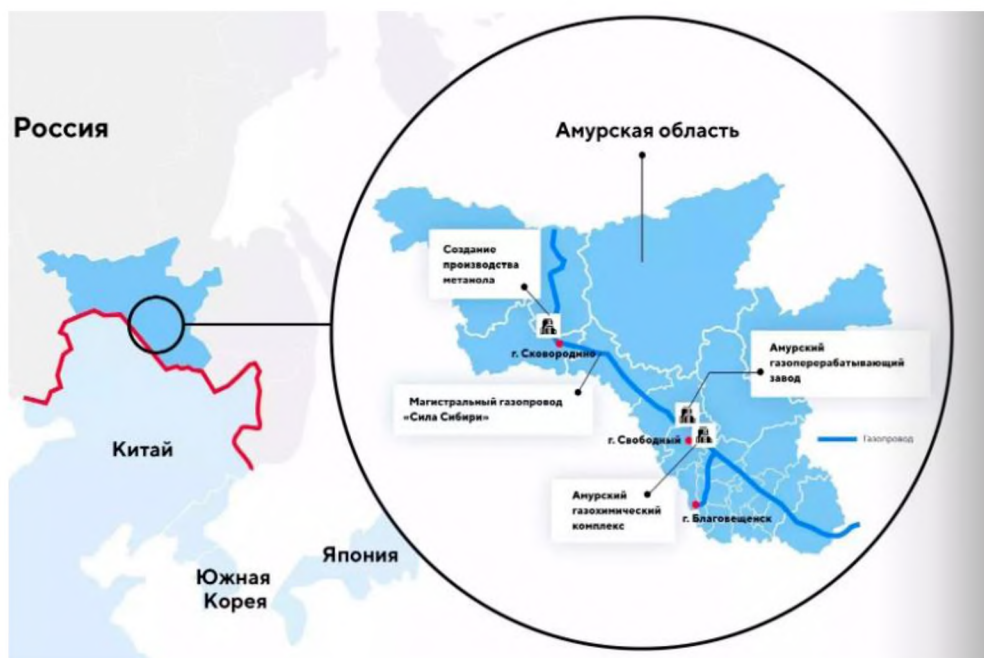 Россия
Амурская область
Создание
производства
метанола
г. Сковородино
Амурский
газоперерабатывающий
завод
Магистральный газопровод
«Сила Сибири»
г. Свободный
Газопровод
Китай
Амурский
газохимический
комплекс
г. Благовещенск
Япония
Южная
Корея